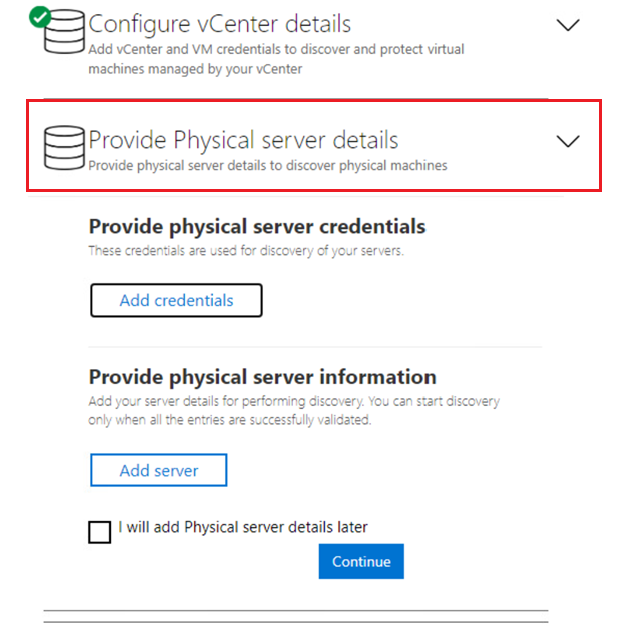 Configure vCenter details
Add vCenter and VM credentials to discover and protect virtual
machines managed by your vCenter
Provide Physical server details
Provide physical server details to discover physical machines
Provide physical server credentials
These credentials are used for discovery of your servers.
Add credentials
Provide physical server information
Add your server details for performing discovery. You can start discovery
only when all the entries are successfully validated.
Add server
I will add Physical server details later
Continue